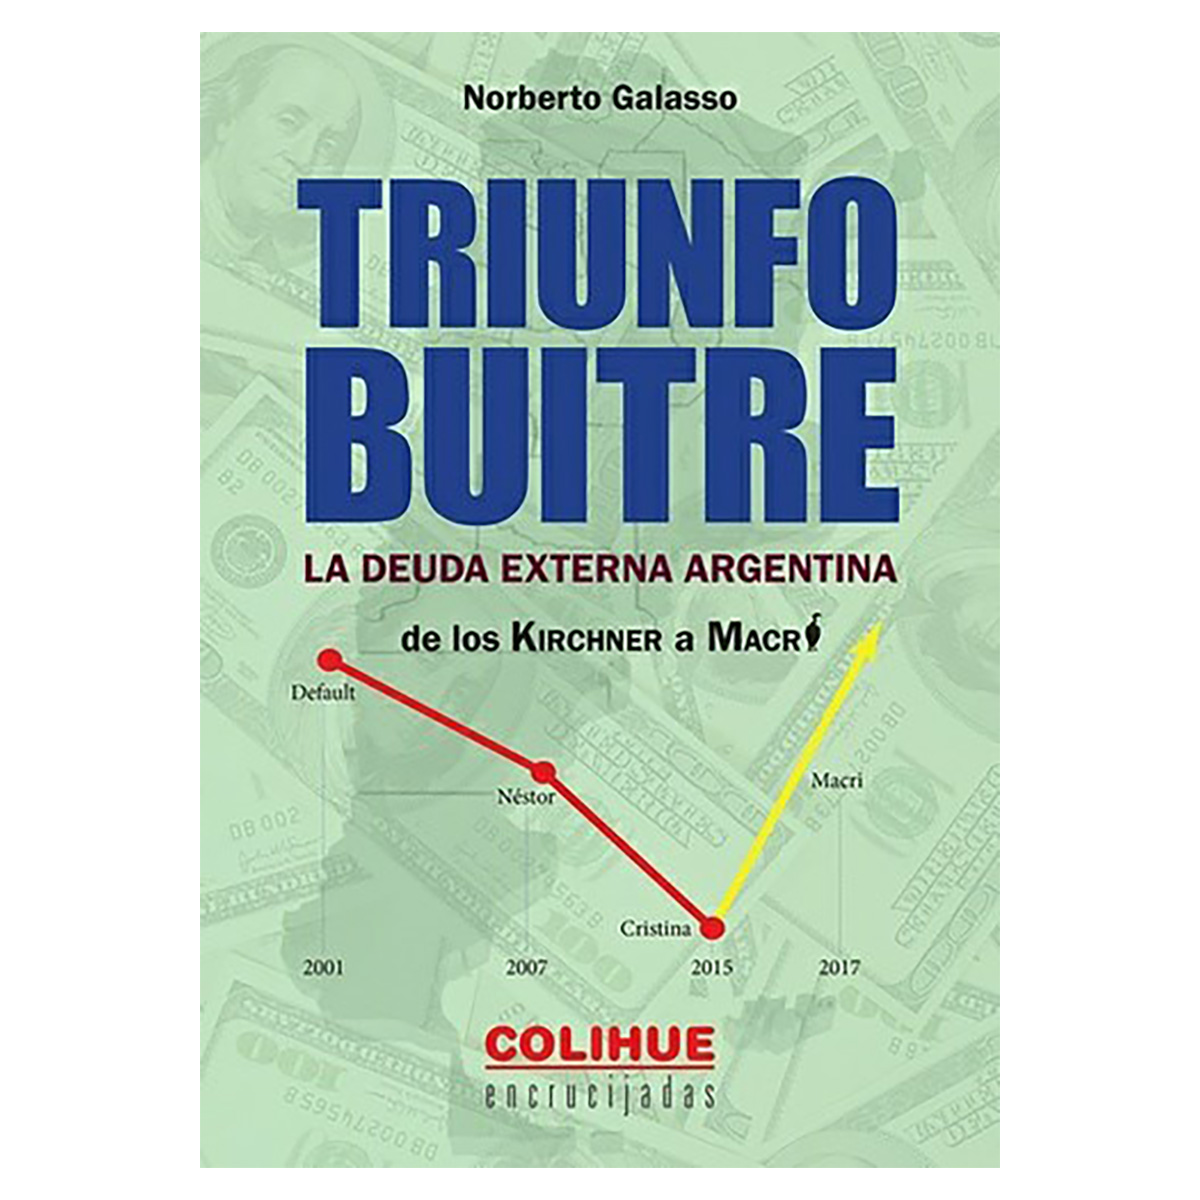 Norberto Galasso
TRIUNFO
BUITRE
LA DEUDA EXTERNA ARGENTINA
de los KIRCHNER a MACRI
Default
Néstor
Macri
Cristina
2001 2007 2015 2017
COLIHUE
encrucijadas